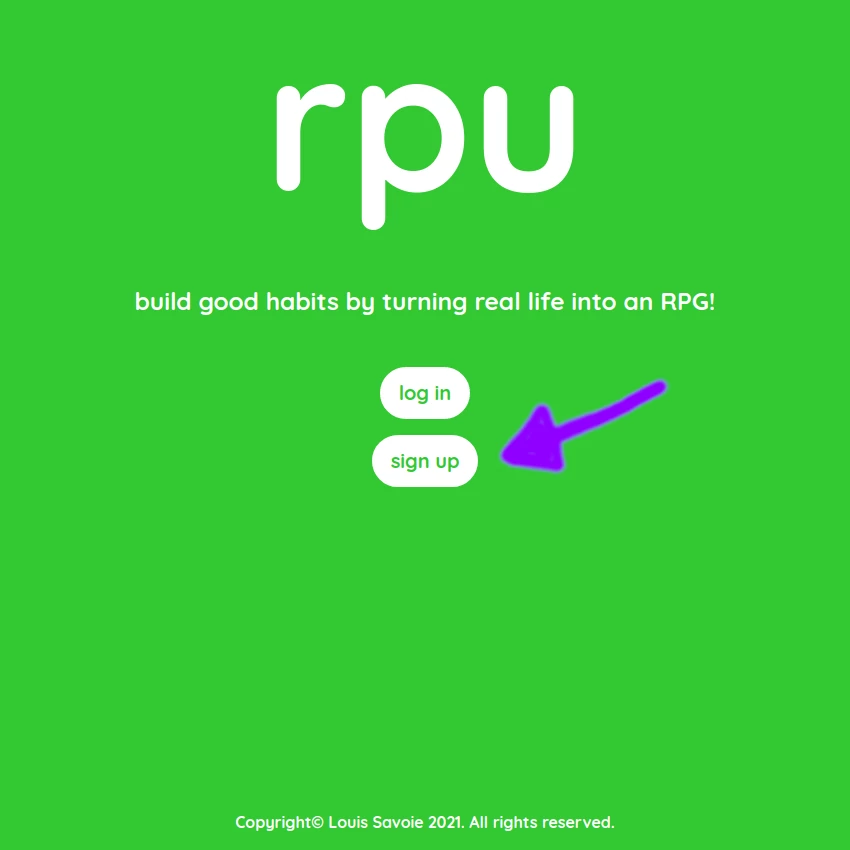 rpu
build good habits by turning real life into an RPG!
log in
sign up
Copyright© Louis Savoie 2021. All rights reserved.